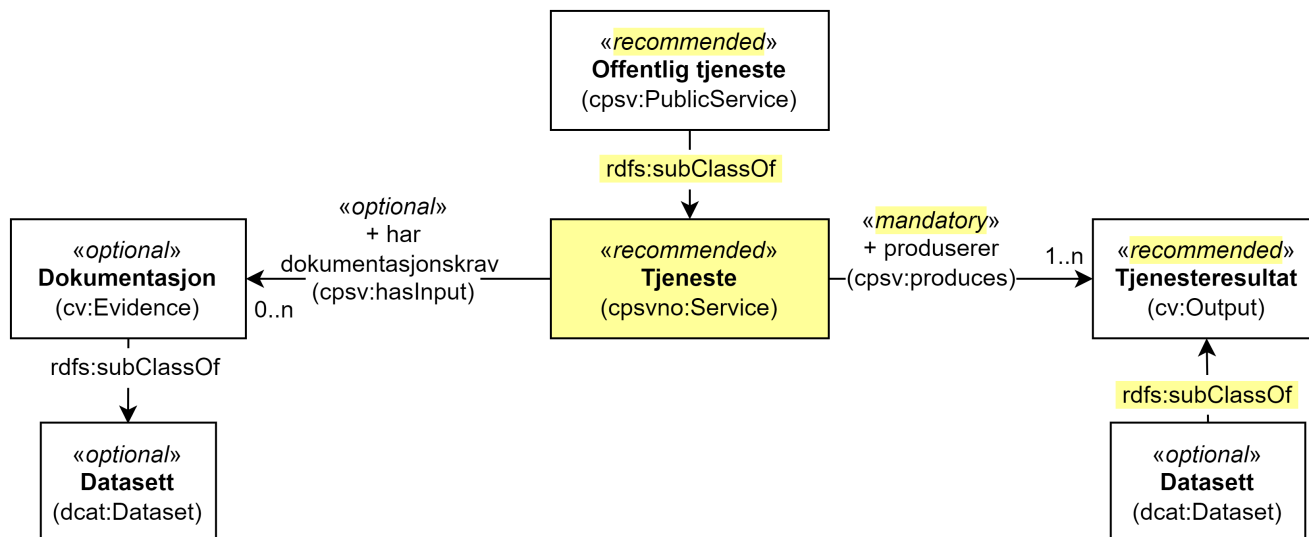 «recommended»
Offentlig tjeneste
(cpsv:PublicService)
rdfs:subClassOf
«optional»
Dokumentasjon
(cv:Evidence)
«optional»
+ har
dokumentasjonskrav
(cpsv:hasInput)
0..n
«recommended»
Tjeneste
(cpsvno:Service)
«mandatory»
+ produserer
(cpsv:produces)
1..n
«recommended»
Tjenesteresultat
(cv:Output)
rdfs:subClassOf
«optional»
Datasett
(dcat:Dataset)
rdfs:subClassOf
«optional»
Datasett
(dcat:Dataset)